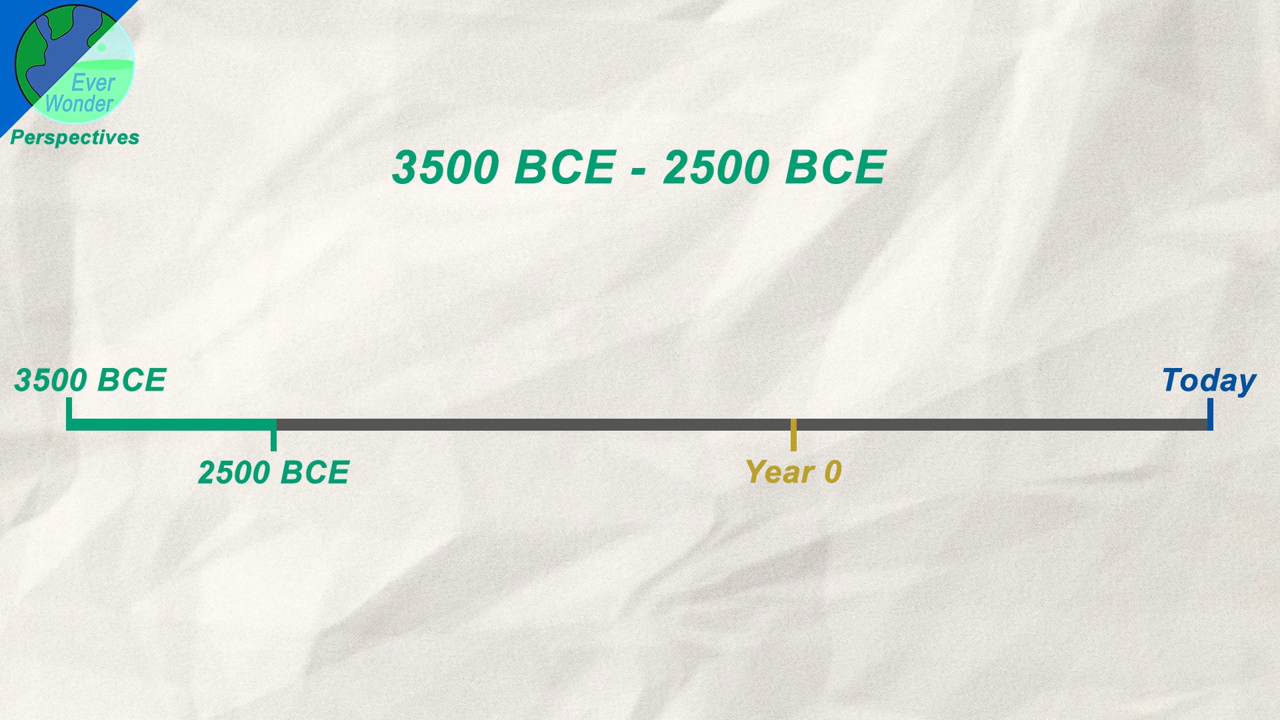 Ever
Wonder
Perspectives
3500 BCE - 2500 BCE
3500 BCE
Today
2500 BCE
Year 0